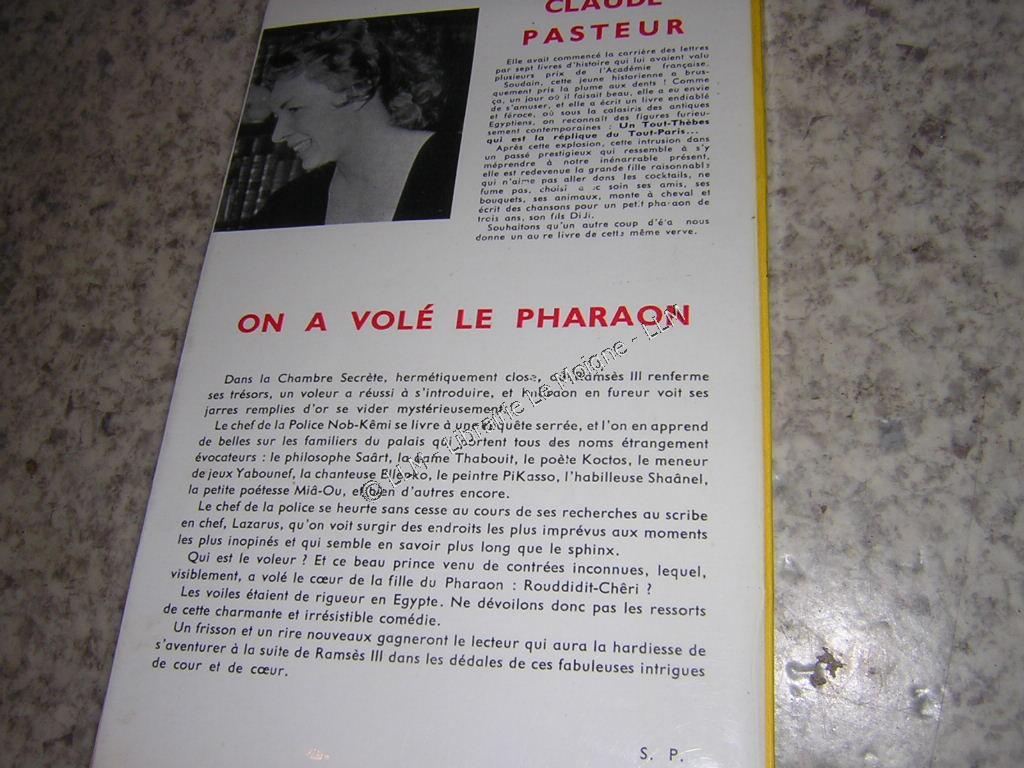 CLAUDE
PASTEUR
Elle avait commencé la carrière des lettres
par sept livres d'histoire qui lui avaient valu
plusieurs prix de l'Académie française.
Soudain, cette jeune historienne a brus-
quement pris la plume aux dents ! Comme
ça, un jour où il faisait beau, elle a eu envie
de s'amuser, et elle a écrit un livre endiablé
et féroce, où sous la calasiris des antiques
Egyptiens, on reconnaît des figures furieu-
sement contemporaines : Un Tout-Thèbes
qui est la réplique du Tout-Paris...
Après cette explosion, cette intrusion dans
un passé prestigieux qui ressemble à s'y
méprendre à notre inénarrable présent,
elle est redevenue la grande fille raisonnable
qui n'aime pas aller dans les cocktails, ne
fume pas, choisi avec soin ses amis, ses
bouquets, ses animaux, monte à cheval et
écrit des chansons pour un petit pharaon de
trois ans, son fils DiJi.
Souhaitons qu'un autre coup d'éta nous
donne un autre livre de cette même verve.
ON A VOLÉ LE PHARAON
Dans la Chambre Secrète, hermétiquement close, où Ramsès III renferme
ses trésors, un voleur a réussi à s'introduire, et Pharaon en fureur voit ses
jarres remplies d'or se vider mystérieusement.
Le chef de la Police Nob-Kêmi se livre à une enquête serrée, et l'on en apprend
de belles sur les familiers du palais qui portent tous des noms étrangement
évocateurs : le philosophe Saârt, la dame Thabouit, le poète Koctos, le meneur
de jeux Yabounef, la chanteuse le peintre PiKasso, l'habilleuse Shaânel,
la petite poétesse Miâ-Ou, et bien d'autres encore.
Le chef de la police se heurte sans cesse au cours de ses recherches au scribe
en chef, Lazarus, qu'on voit surgir des endroits les plus imprévus aux moments
les plus inopinés et qui semble en savoir plus long que le sphinx.
Qui est le voleur ? Et ce beau prince venu de contrées inconnues, lequel,
visiblement, a volé le cœur de la fille du Pharaon : Rouddidit-Chêri ?
Les voiles étaient de rigueur en Egypte. Ne dévoilons donc pas les ressorts
de cette charmante et irrésistible comédie.
Un frisson et un rire nouveaux gagneront le lecteur qui aura la hardiesse de
s'aventurer à la suite de Ramsès III dans les dédales de ces fabuleuses intrigues
de cour et de cœur.
S. P.
© LLM - Librairie Le Moigne - LLM